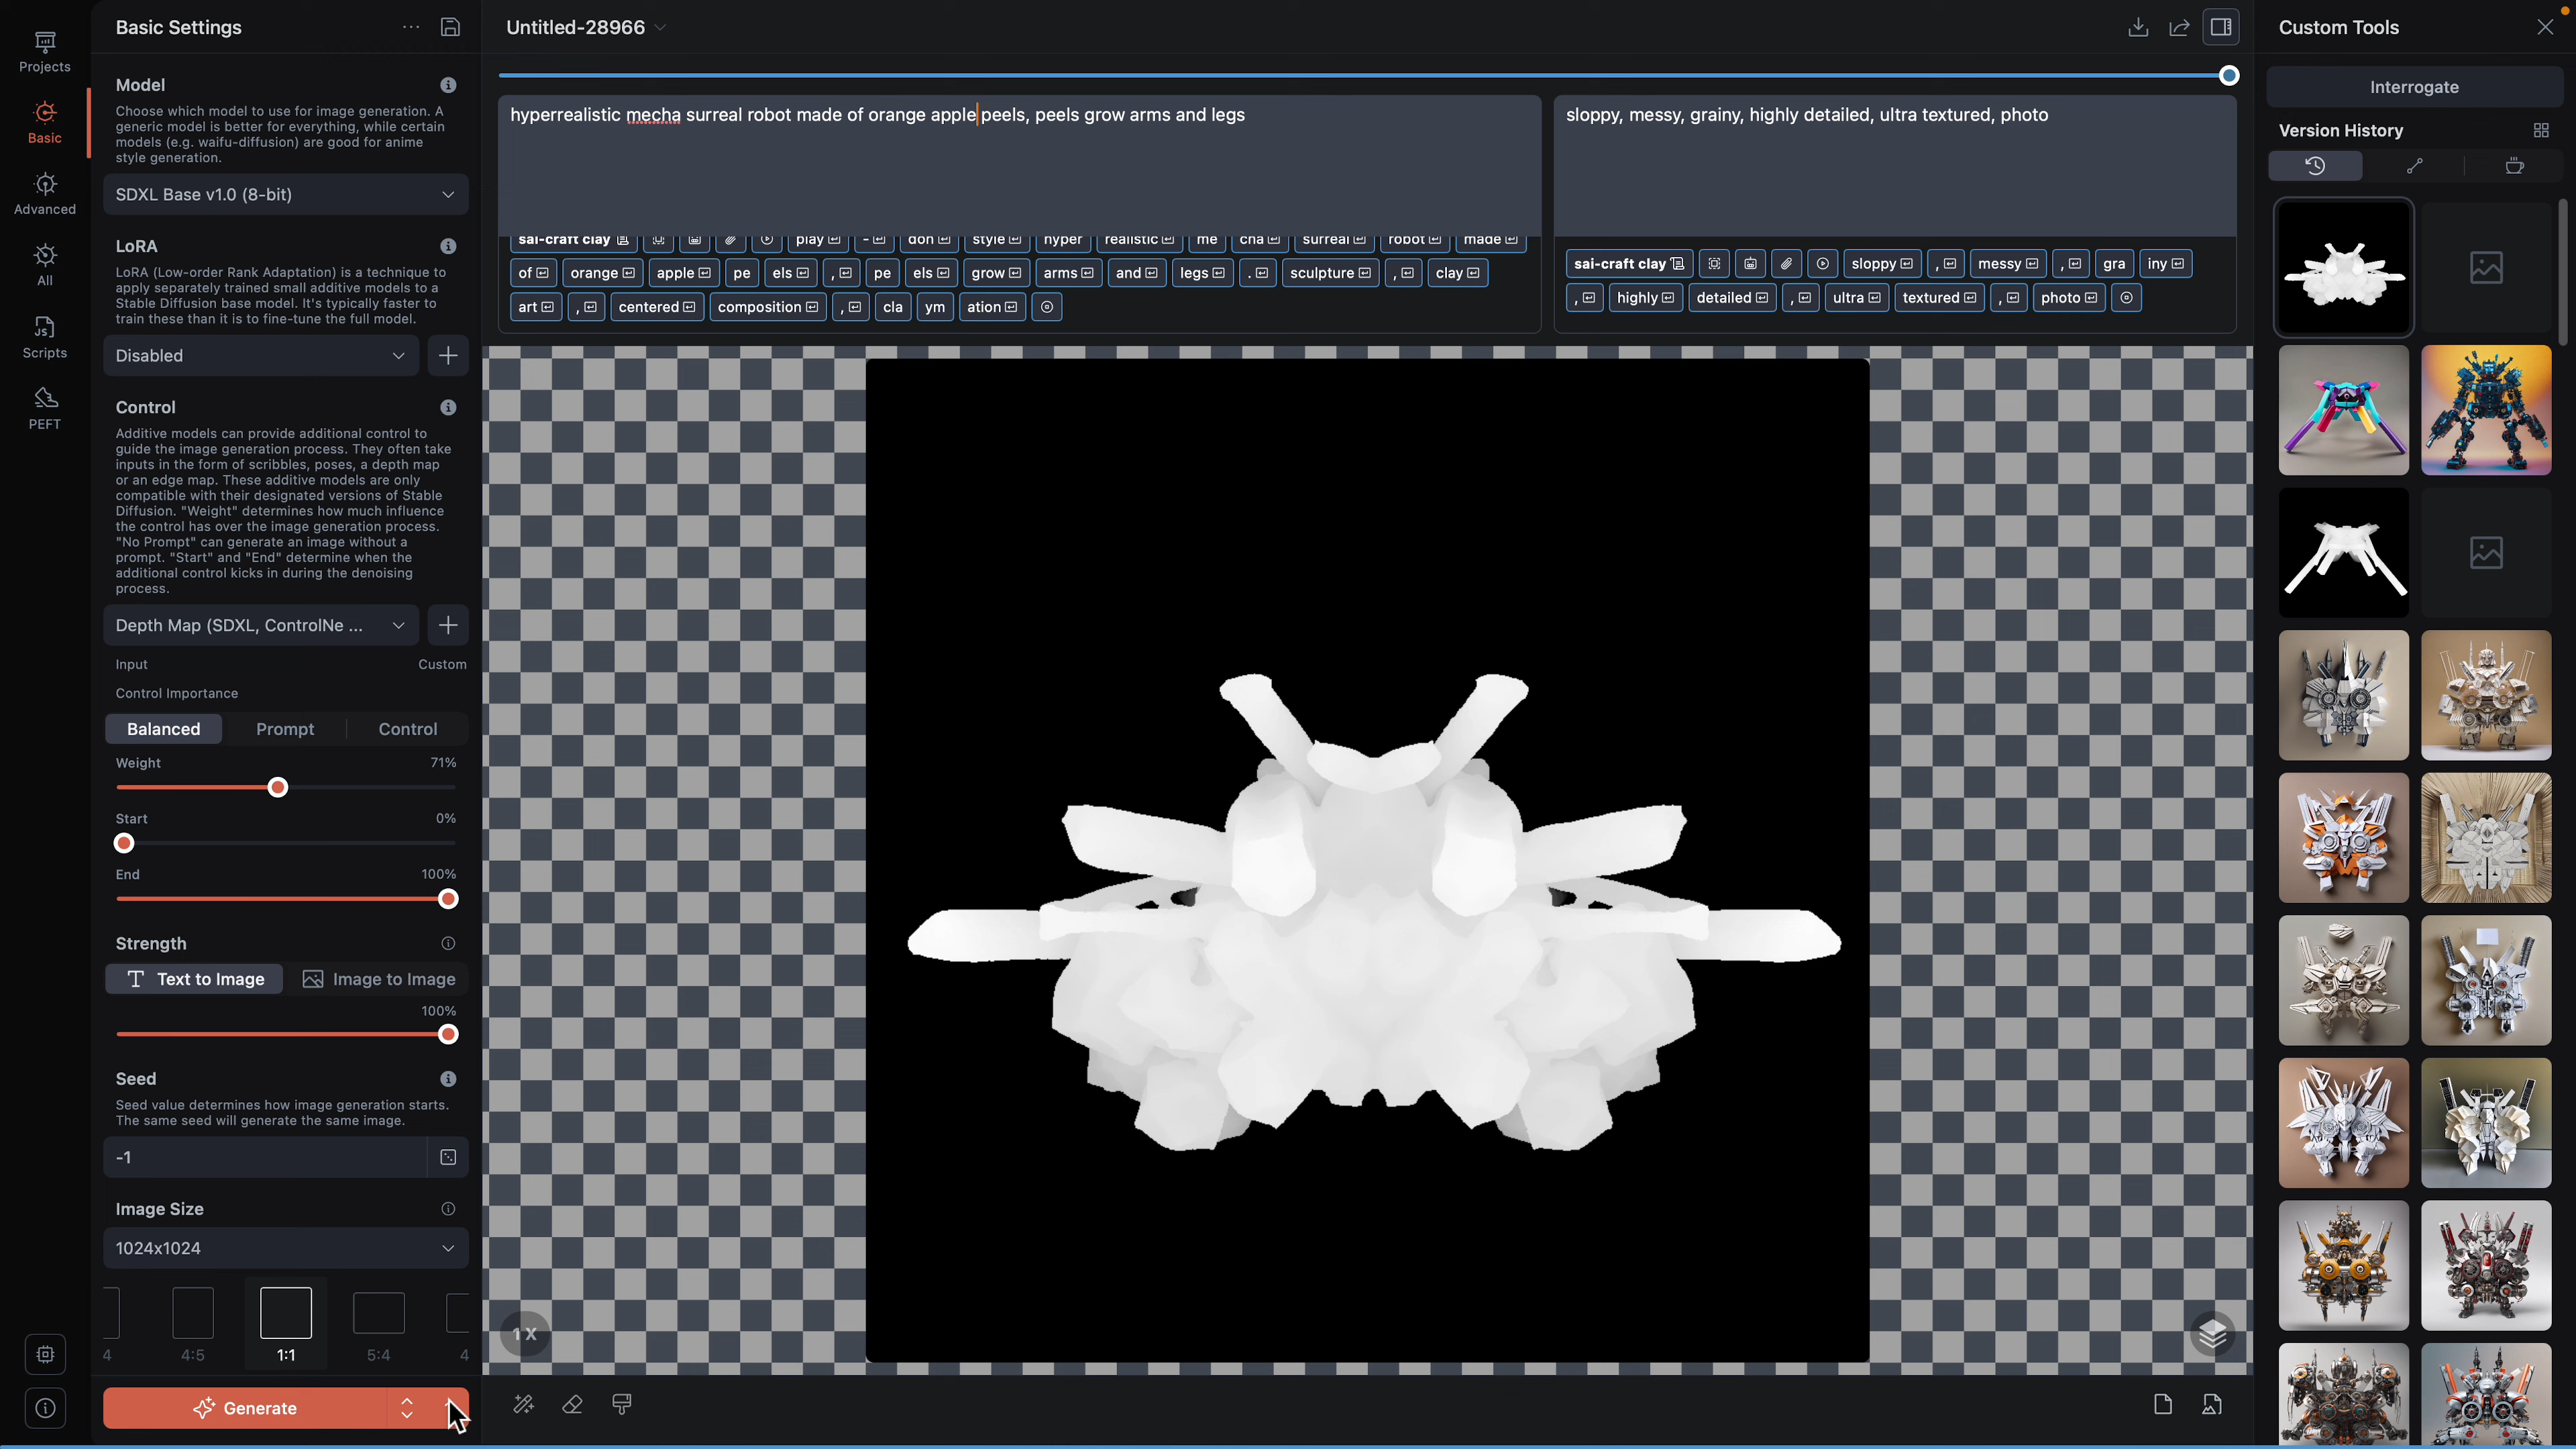 Projects
Basic
Advanced
All
Scripts
PEFT
Basic Settings
Model
Choose which model to use for image generation. A
generic model is better for everything, while certain
models (e.g. waifu-diffusion) are good for anime
style generation.
SDXL Base v1.0 (8-bit)
LoRA
LoRA (Low-order Rank Adaptation) is a technique to
apply separately trained small additive models to a
Stable Diffusion base model. It's typically faster to
train these than it is to fine-tune the full model.
Disabled
Control
Additive models can provide additional control to
guide the image generation process. They often take
inputs in the form of scribbles, poses, a depth map
or an edge map. These additive models are only
compatible with their designated versions of Stable
Diffusion. "Weight" determines how much influence
the control has over the image generation process.
"No Prompt" can generate an image without a
prompt. "Start" and "End" determine when the
additional control kicks in during the denoising
process.
Depth Map (SDXL, ControlNe ...
Input Custom
Control Importance
Balanced Prompt Control
Weight 71%
Start 0%
End 100%
Strength
Text to Image Image to Image
100%
Seed
Seed value determines how image generation starts.
The same seed will generate the same image.
-1
Image Size
1024x1024
4 4:5 1:1 5:4 4
Generate
Untitled-28966
hyperrealistic mecha surreal robot made of orange apple peels, peels grow arms and legs
sai-craft clay play - don style hyper realistic me cha surreal robot made
of orange apple pe els , pe els grow arms and legs . sculpture , clay
art , centered composition , cla ym ation
sloppy, messy, grainy, highly detailed, ultra textured, photo
sai-craft clay sloppy , messy , gra iny
, highly detailed , ultra textured , photo
1 X
Custom Tools
Interrogate
Version History